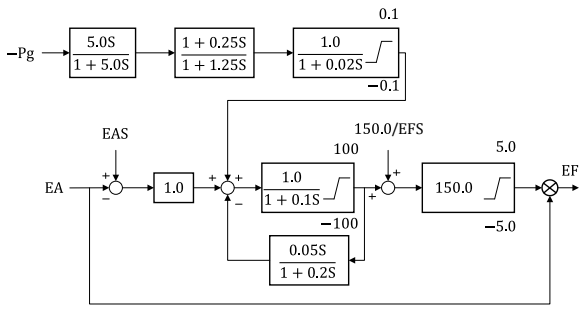 0.1
−Pg
5.0S
1 + 5.0S
1 + 0.25S
1 + 1.25S
1.0
1 + 0.02S
−0.1
EAS
100
150.0/EFS
5.0
EA
+
−
1.0
+
+
−
1.0
1 + 0.1S
+
+
150.0
EF
−100
−5.0
0.05S
1 + 0.2S